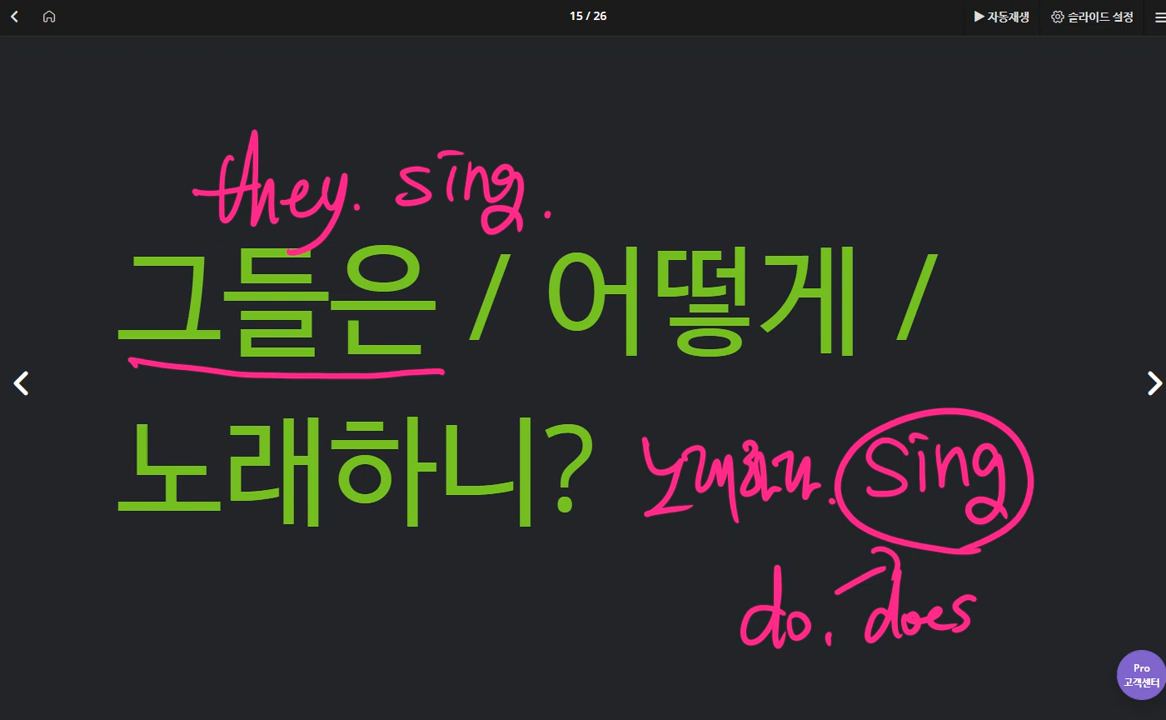 15 / 26
▶ 자동재생
슬라이드 설정
they. sing.
그들은 / 어떻게 /
노래하니?
노래하다. sing
do. does
Pro
고객센터